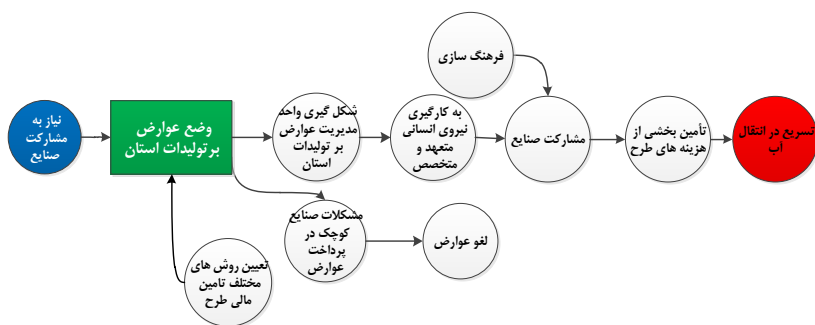 فرهنگ سازی
نیاز به
مشارکت
صنایع
وضع عوارض
برتولیدات استان
شکل گیری واحد
مدیریت عوارض
بر تولیدات
استان
به کارگیری
نیروی انسانی
متعهد و
متخصص
مشارکت صنایع
تأمین بخشی از
هزینه های طرح
تسریع در انتقال
آب
مشکلات صنایع
کوچک در
پرداخت
عوارض
لغو عوارض
تعیین روش های
مختلف تامین
مالی طرح